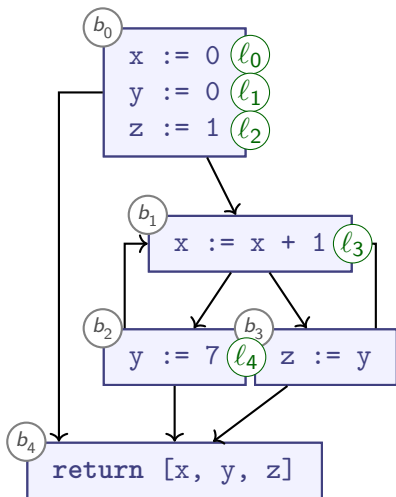 b₀
x := 0 ℓ₀
y := 0 ℓ₁
z := 1 ℓ₂
b₁
x := x + 1 ℓ₃
b₂
y := 7 ℓ₄
b₃
z := y
b₄
return [x, y, z]